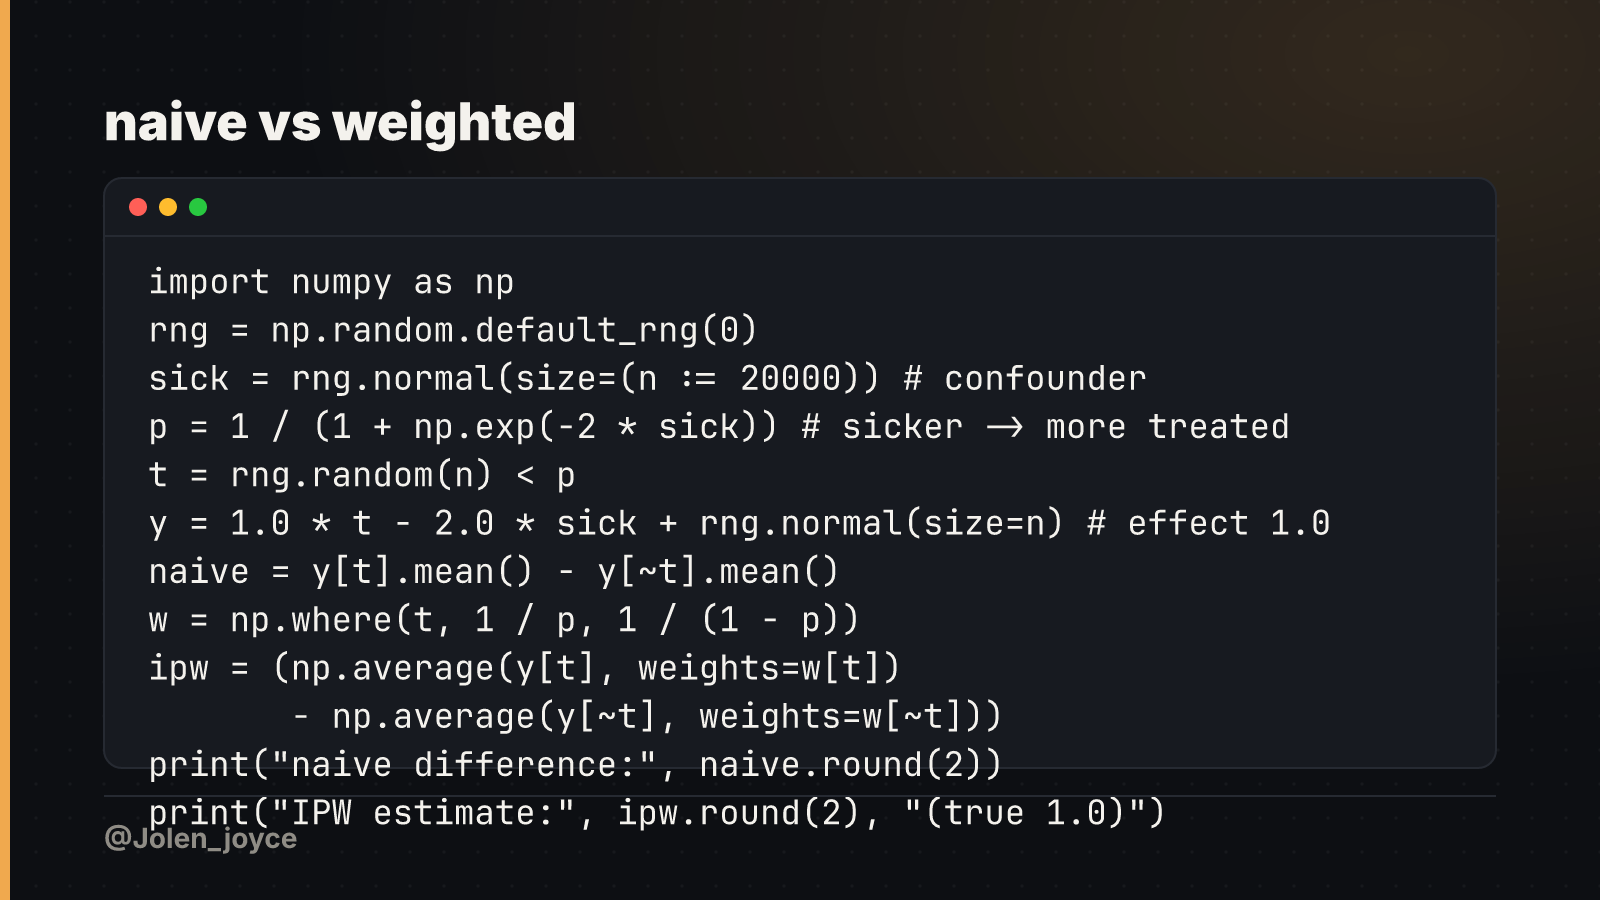 naive vs weighted
import numpy as np
rng = np.random.default_rng(0)
sick = rng.normal(size=(n := 20000)) # confounder
p = 1 / (1 + np.exp(-2 * sick)) # sicker -> more treated
t = rng.random(n) < p
y = 1.0 * t - 2.0 * sick + rng.normal(size=n) # effect 1.0
naive = y[t].mean() - y[~t].mean()
w = np.where(t, 1 / p, 1 / (1 - p))
ipw = (np.average(y[t], weights=w[t])
       - np.average(y[~t], weights=w[~t]))
print("naive difference:", naive.round(2))
print("IPW estimate:", ipw.round(2), "(true 1.0)")
@Jolen_joyce